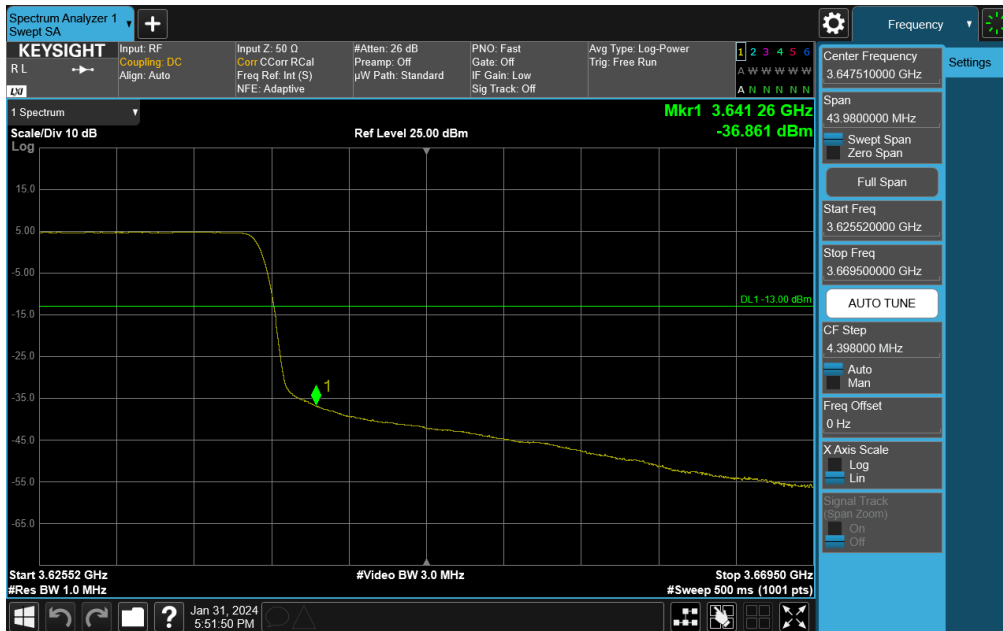 Spectrum Analyzer 1
Swept SA
Frequency
KEYSIGHT
R L
LXI
Input: RF
Coupling: DC
Align: Auto
Input Z: 50 Ω
Corr CCorr RCal
Freq Ref: Int (S)
NFE: Adaptive
#Atten: 26 dB
Preamp: Off
µW Path: Standard
PNO: Fast
Gate: Off
IF Gain: Low
Sig Track: Off
Avg Type: Log-Power
Trig: Free Run
1 2 3 4 5 6
A W W W W W
A N N N N N
1 Spectrum
Scale/Div 10 dB
Log
Ref Level 25.00 dBm
Mkr1 3.641 26 GHz
-36.861 dBm
15.0
5.00
-5.00
-15.0
-25.0
-35.0
-45.0
-55.0
-65.0
DL1 -13.00 dBm
1
Start 3.62552 GHz
#Res BW 1.0 MHz
#Video BW 3.0 MHz
Stop 3.66950 GHz
#Sweep 500 ms (1001 pts)
?
Jan 31, 2024
5:51:50 PM
Center Frequency
3.647510000 GHz
Span
43.9800000 MHz
Swept Span
Zero Span
Full Span
Start Freq
3.625520000 GHz
Stop Freq
3.669500000 GHz
AUTO TUNE
CF Step
4.398000 MHz
Auto
Man
Freq Offset
0 Hz
X Axis Scale
Log
Lin
Signal Track
(Span Zoom)
On
Off
Settings